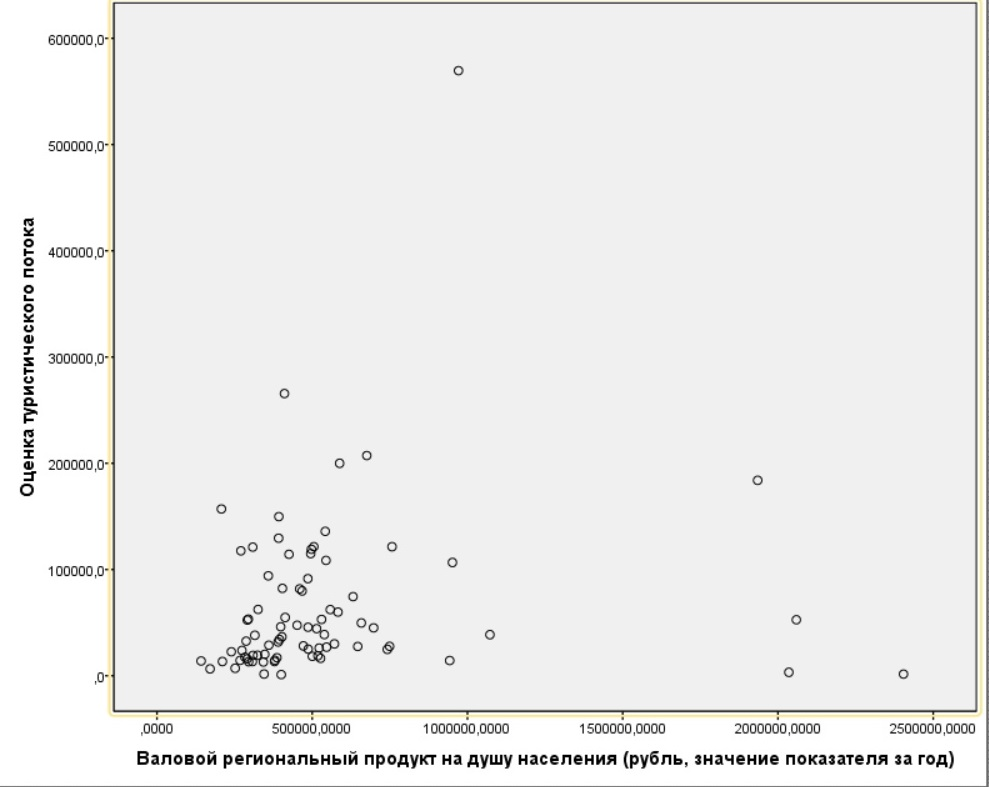 600000,0
500000,0
400000,0
300000,0
200000,0
100000,0
,0
Оценка туристического потока
,0000 500000,0000 1000000,0000 1500000,0000 2000000,0000 2500000,0000
Валовой региональный продукт на душу населения (рубль, значение показателя за год)